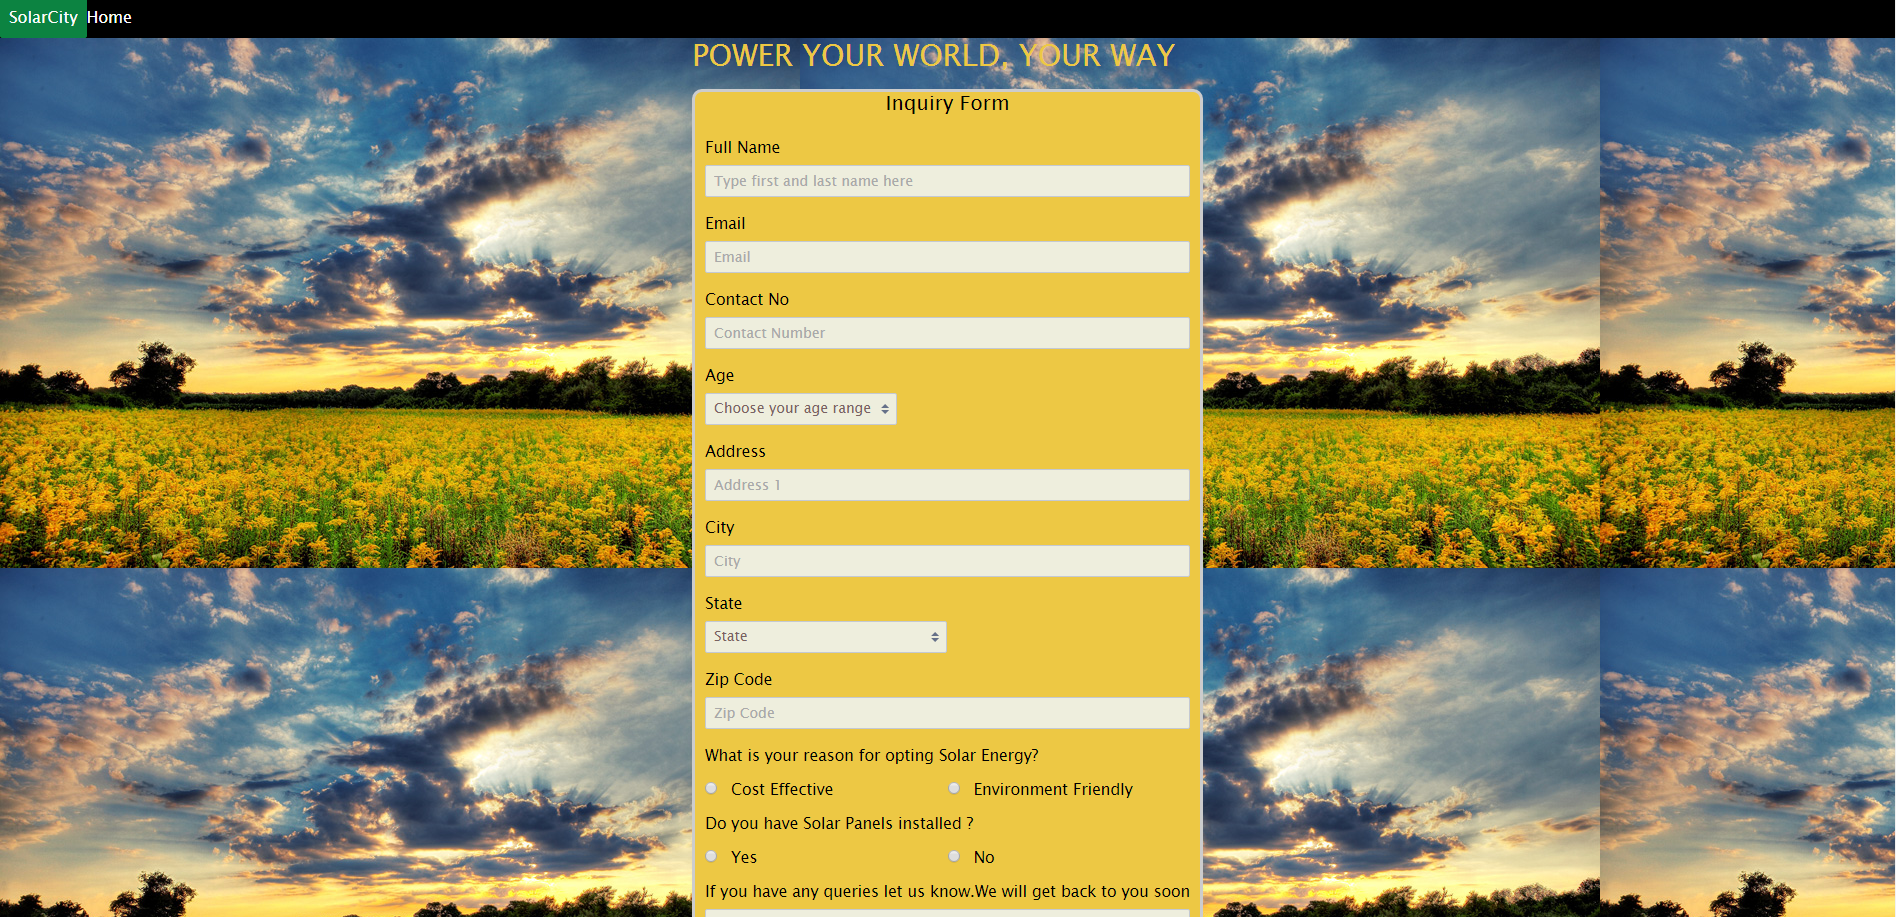 SolarCity Home
POWER YOUR WORLD, YOUR WAY
Inquiry Form
Full Name
Type first and last name here
Email
Email
Contact No
Contact Number
Age
Choose your age range
Address
Address 1
City
City
State
State
Zip Code
Zip Code
What is your reason for opting Solar Energy?
Cost Effective Environment Friendly
Do you have Solar Panels installed ?
Yes No
If you have any queries let us know.We will get back to you soon